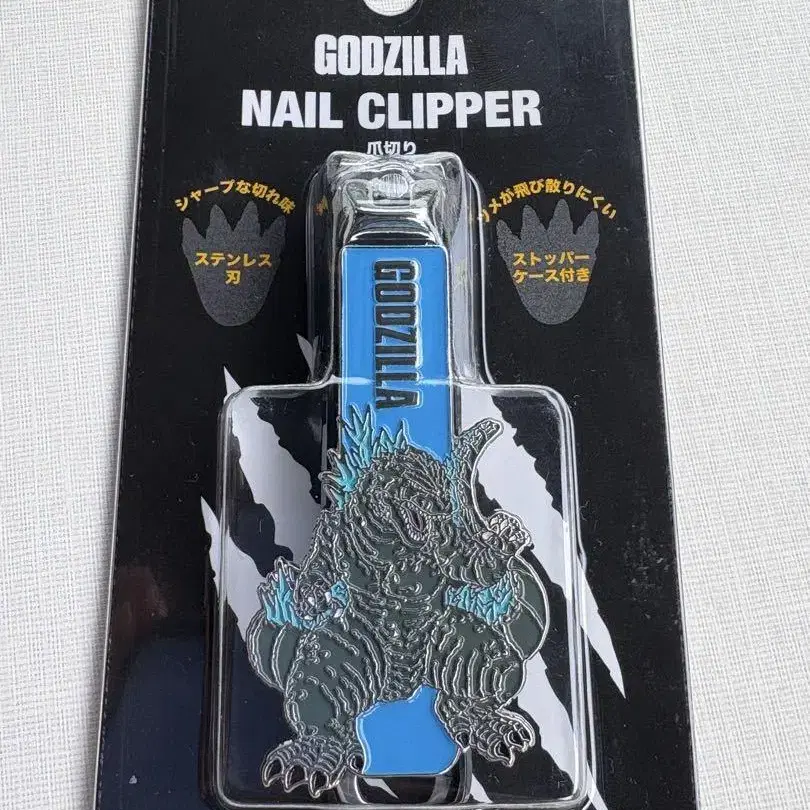 GODZILLA
NAIL CLIPPER
爪切り
シャープな切れ味
ステンレス
刃
ツメが飛び散りにくい
ストッパー
ケース付き
GODZILLA